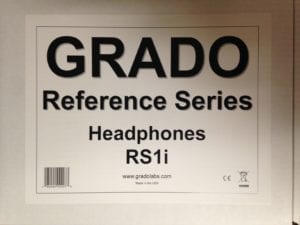 GRADO
Reference Series
Headphones
RS1i
www.gradolabs.com
Made in the USA